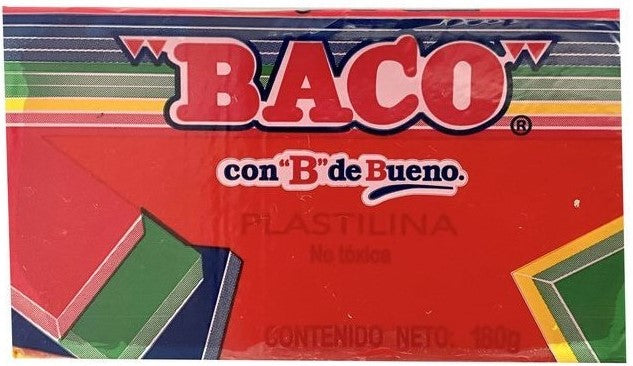 "BACO"®
con "B" de Bueno.
PLASTILINA
No tóxica
CONTENIDO NETO: 180g